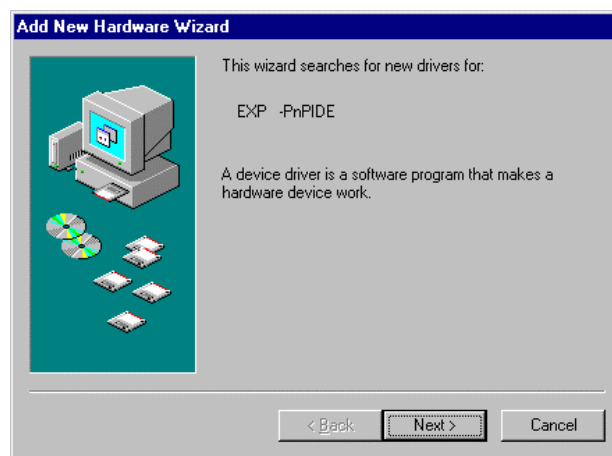 Add New Hardware Wizard
This wizard searches for new drivers for:
EXP -PnPIDE
A device driver is a software program that makes a
hardware device work.
< Back
Next >
Cancel